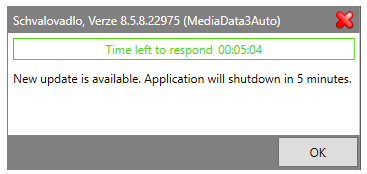 Schvalovadlo, Verze 8.5.8.22975 (MediaData3Auto)
Time left to respond 00:05:04
New update is available. Application will shutdown in 5 minutes.
OK